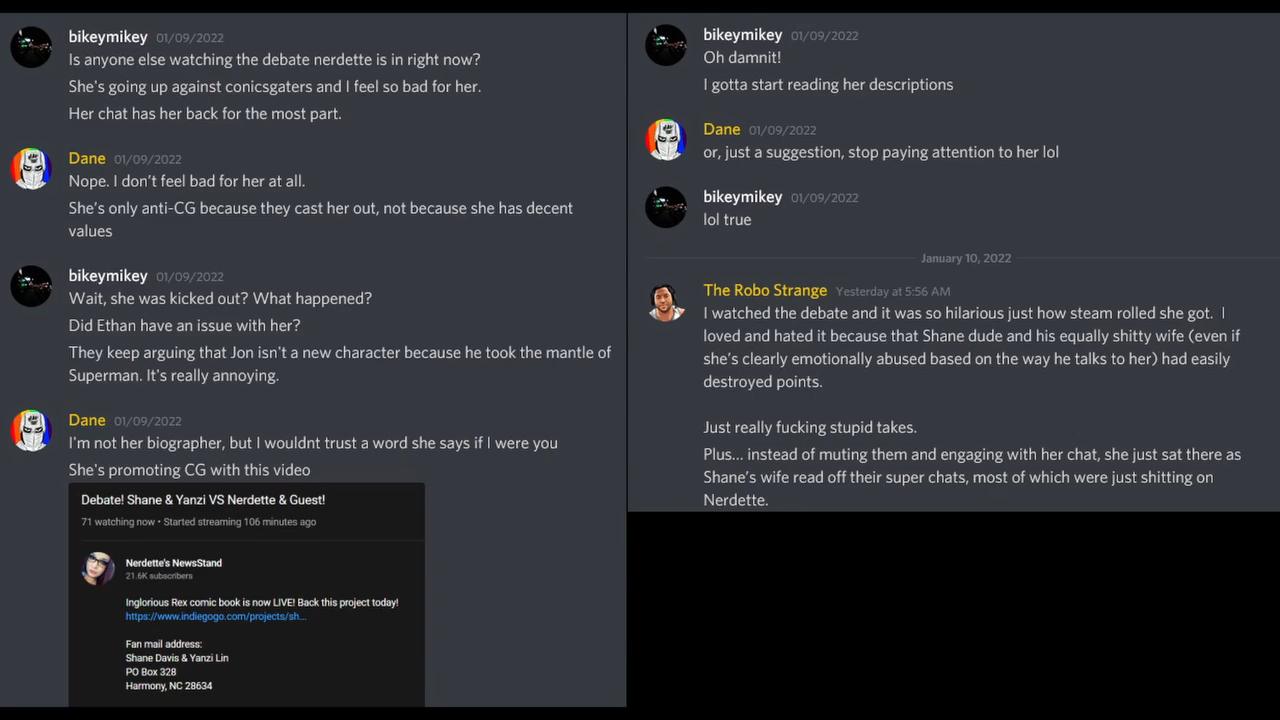 bikeymikey 01/09/2022
Is anyone else watching the debate nerdette is in right now?
She's going up against conicsgaters and I feel so bad for her.
Her chat has her back for the most part.
Dane 01/09/2022
Nope. I don't feel bad for her at all.
She's only anti-CG because they cast her out, not because she has decent
values
bikeymikey 01/09/2022
Wait, she was kicked out? What happened?
Did Ethan have an issue with her?
They keep arguing that Jon isn't a new character because he took the mantle of
Superman. It's really annoying.
Dane 01/09/2022
I'm not her biographer, but I wouldnt trust a word she says if I were you
She's promoting CG with this video
Debate! Shane & Yanzi VS Nerdette & Guest!
71 watching now • Started streaming 106 minutes ago
Nerdette's NewsStand
21.6K subscribers
Inglorious Rex comic book is now LIVE! Back this project today!
https://www.indiegogo.com/projects/sh...
Fan mail address:
Shane Davis & Yanzi Lin
PO Box 328
Harmony, NC 28634
bikeymikey 01/09/2022
Oh damnit!
I gotta start reading her descriptions
Dane 01/09/2022
or, just a suggestion, stop paying attention to her lol
bikeymikey 01/09/2022
lol true
January 10, 2022
The Robo Strange Yesterday at 5:56 AM
I watched the debate and it was so hilarious just how steam rolled she got. I
loved and hated it because that Shane dude and his equally shitty wife (even if
she's clearly emotionally abused based on the way he talks to her) had easily
destroyed points.
Just really fucking stupid takes.
Plus... instead of muting them and engaging with her chat, she just sat there as
Shane's wife read off their super chats, most of which were just shitting on
Nerdette.